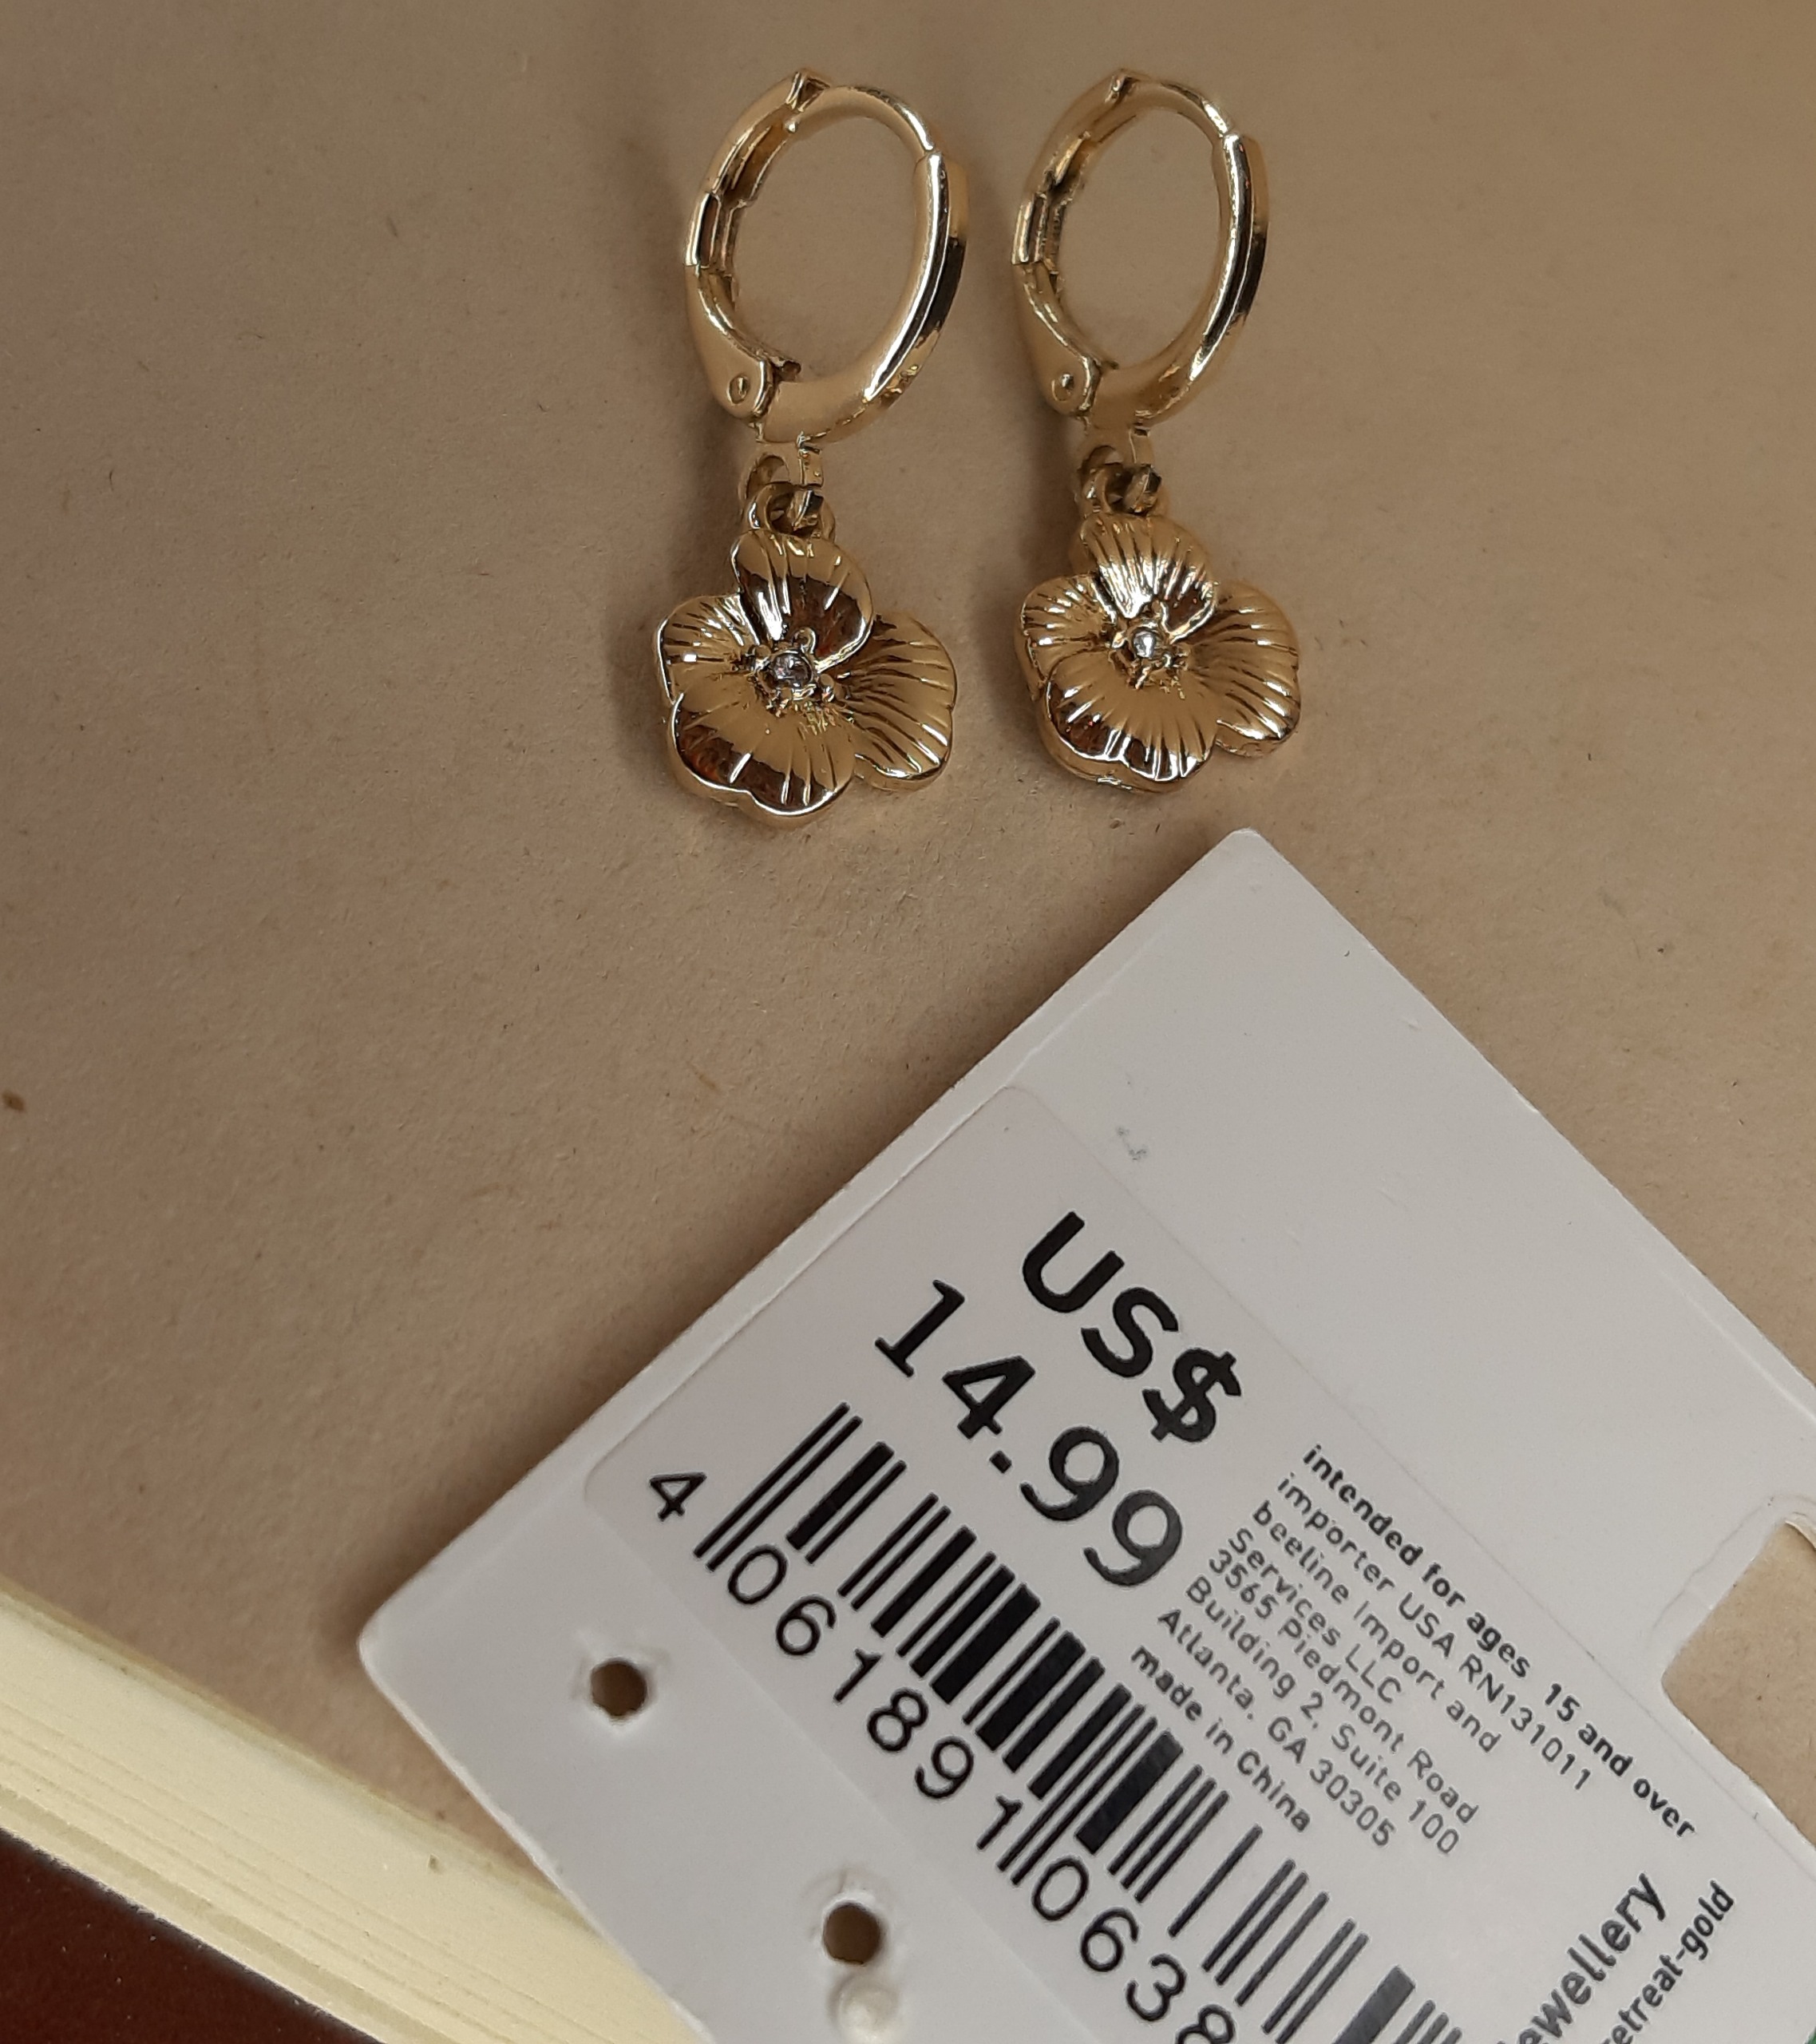 US$
14.99
4 061891 0638
intended for ages 15 and over
importer USA RN131011
beeline Import and
Services LLC
3565 Piedmont Road
Building 2, Suite 100
Atlanta, GA 30305
made in China